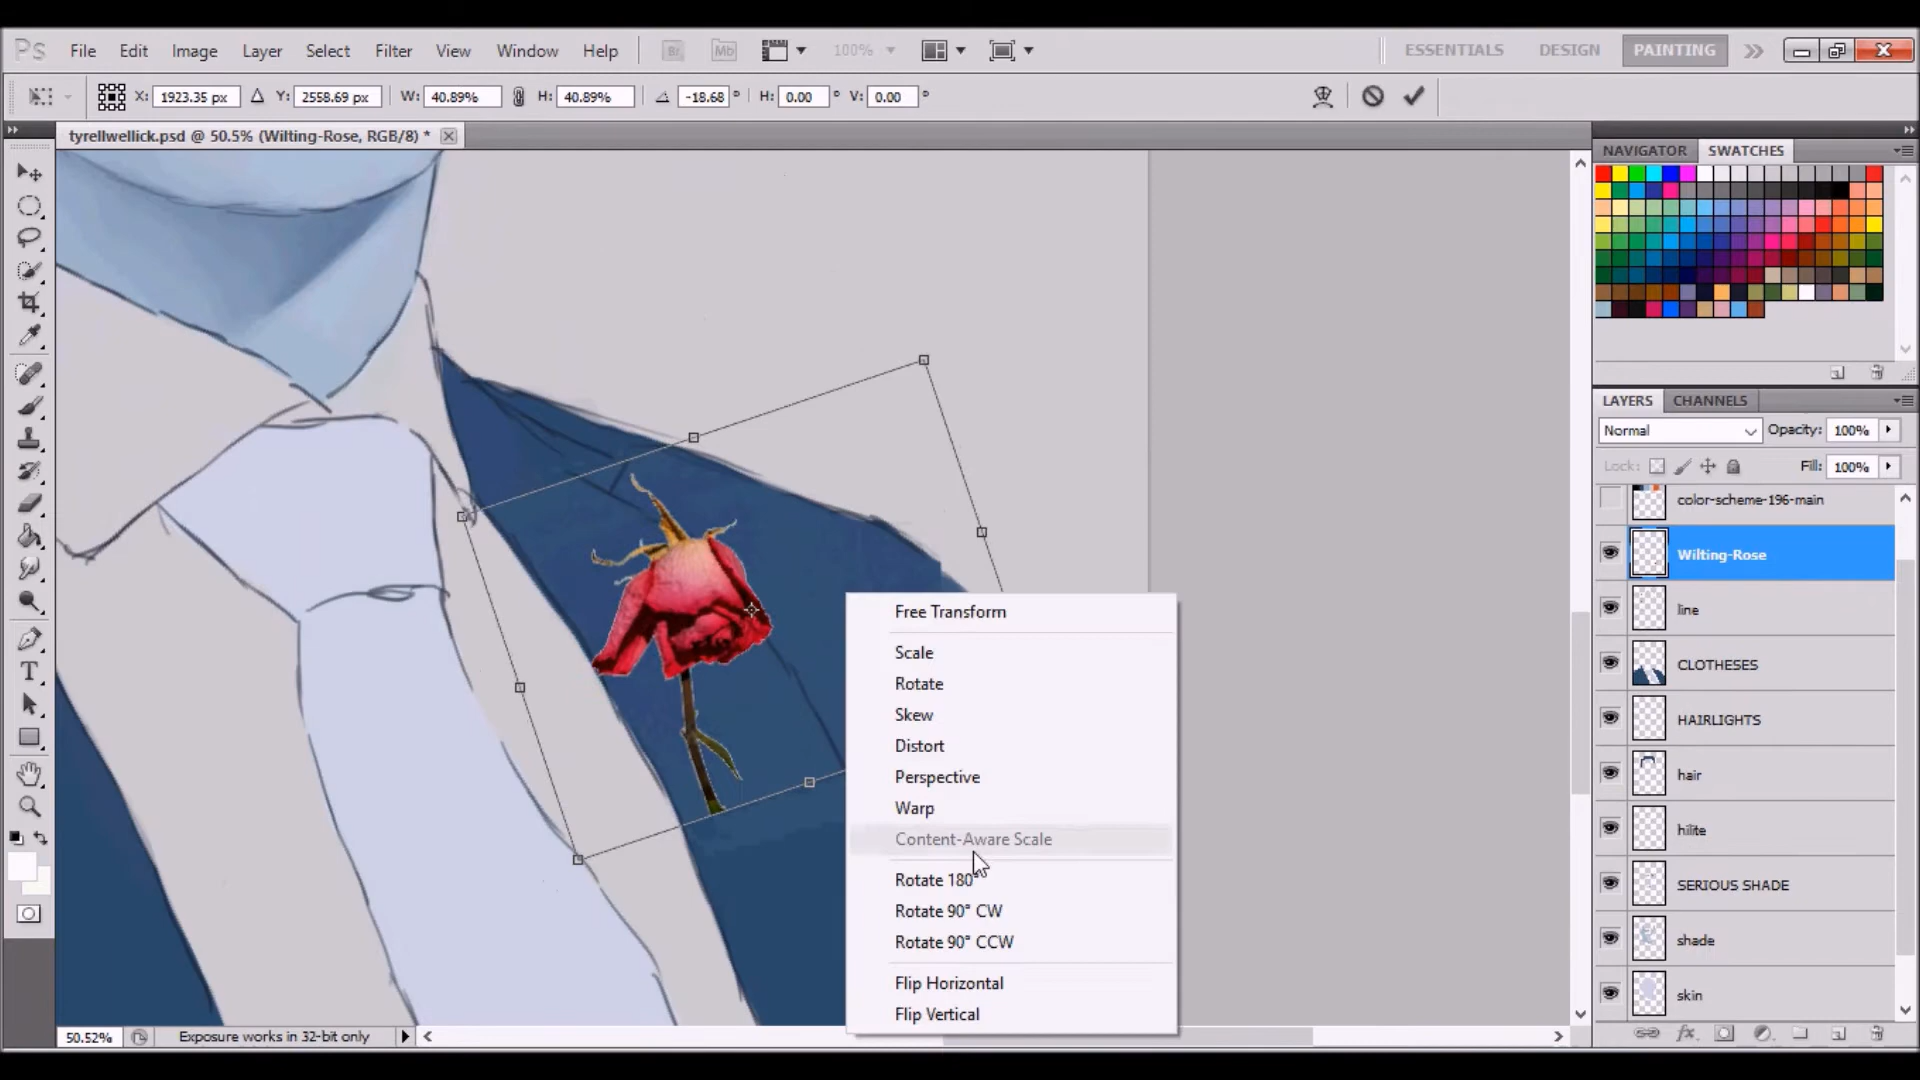 Ps File Edit Image Layer Select Filter View Window Help Br Mb 100% ESSENTIALS DESIGN PAINTING
X: 1923.35 px Y: 2558.69 px W: 40.89% H: 40.89% -18.68 ° H: 0.00 ° V: 0.00 °
tyrellwellick.psd @ 50.5% (Wilting-Rose, RGB/8) *
NAVIGATOR SWATCHES
LAYERS CHANNELS
Normal Opacity: 100%
Lock: Fill: 100%
color-scheme-196-main
Wilting-Rose
line
CLOTHESES
HAIRLIGHTS
hair
hilite
SERIOUS SHADE
shade
skin
fx
Free Transform
Scale
Rotate
Skew
Distort
Perspective
Warp
Content-Aware Scale
Rotate 180°
Rotate 90° CW
Rotate 90° CCW
Flip Horizontal
Flip Vertical
T
50.52% Exposure works in 32-bit only